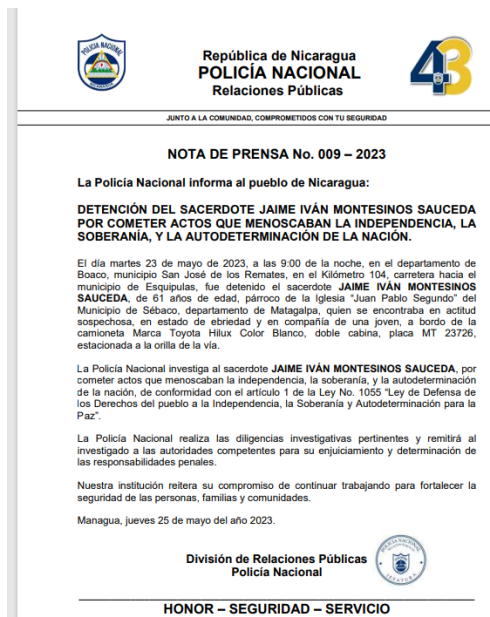 POLICIA NACIONAL
NICARAGUA
República de Nicaragua
POLICÍA NACIONAL
Relaciones Públicas
43
JUNTO A LA COMUNIDAD, COMPROMETIDOS CON TU SEGURIDAD
NOTA DE PRENSA No. 009 – 2023
La Policía Nacional informa al pueblo de Nicaragua:
DETENCIÓN DEL SACERDOTE JAIME IVÁN MONTESINOS SAUCEDA
POR COMETER ACTOS QUE MENOSCABAN LA INDEPENDENCIA, LA
SOBERANÍA, Y LA AUTODETERMINACIÓN DE LA NACIÓN.
El día martes 23 de mayo de 2023, a las 9:00 de la noche, en el departamento de
Boaco, municipio San José de los Remates, en el Kilómetro 104, carretera hacia el
municipio de Esquipulas, fue detenido el sacerdote JAIME IVÁN MONTESINOS
SAUCEDA, de 61 años de edad, párroco de la Iglesia “Juan Pablo Segundo” del
Municipio de Sébaco, departamento de Matagalpa, quien se encontraba en actitud
sospechosa, en estado de ebriedad y en compañía de una joven, a bordo de la
camioneta Marca Toyota Hilux Color Blanco, doble cabina, placa MT 23726,
estacionada a la orilla de la vía.
La Policía Nacional investiga al sacerdote JAIME IVÁN MONTESINOS SAUCEDA, por
cometer actos que menoscaban la independencia, la soberanía, y la autodeterminación
de la nación, de conformidad con el artículo 1 de la Ley No. 1055 “Ley de Defensa de
los Derechos del pueblo a la Independencia, la Soberanía y Autodeterminación para la
Paz”.
La Policía Nacional realiza las diligencias investigativas pertinentes y remitirá al
investigado a las autoridades competentes para su enjuiciamiento y determinación de
las responsabilidades penales.
Nuestra institución reitera su compromiso de continuar trabajando para fortalecer la
seguridad de las personas, familias y comunidades.
Managua, jueves 25 de mayo del año 2023.
División de Relaciones Públicas
Policía Nacional
POLICIA NACIONAL
JEFATURA
HONOR – SEGURIDAD – SERVICIO